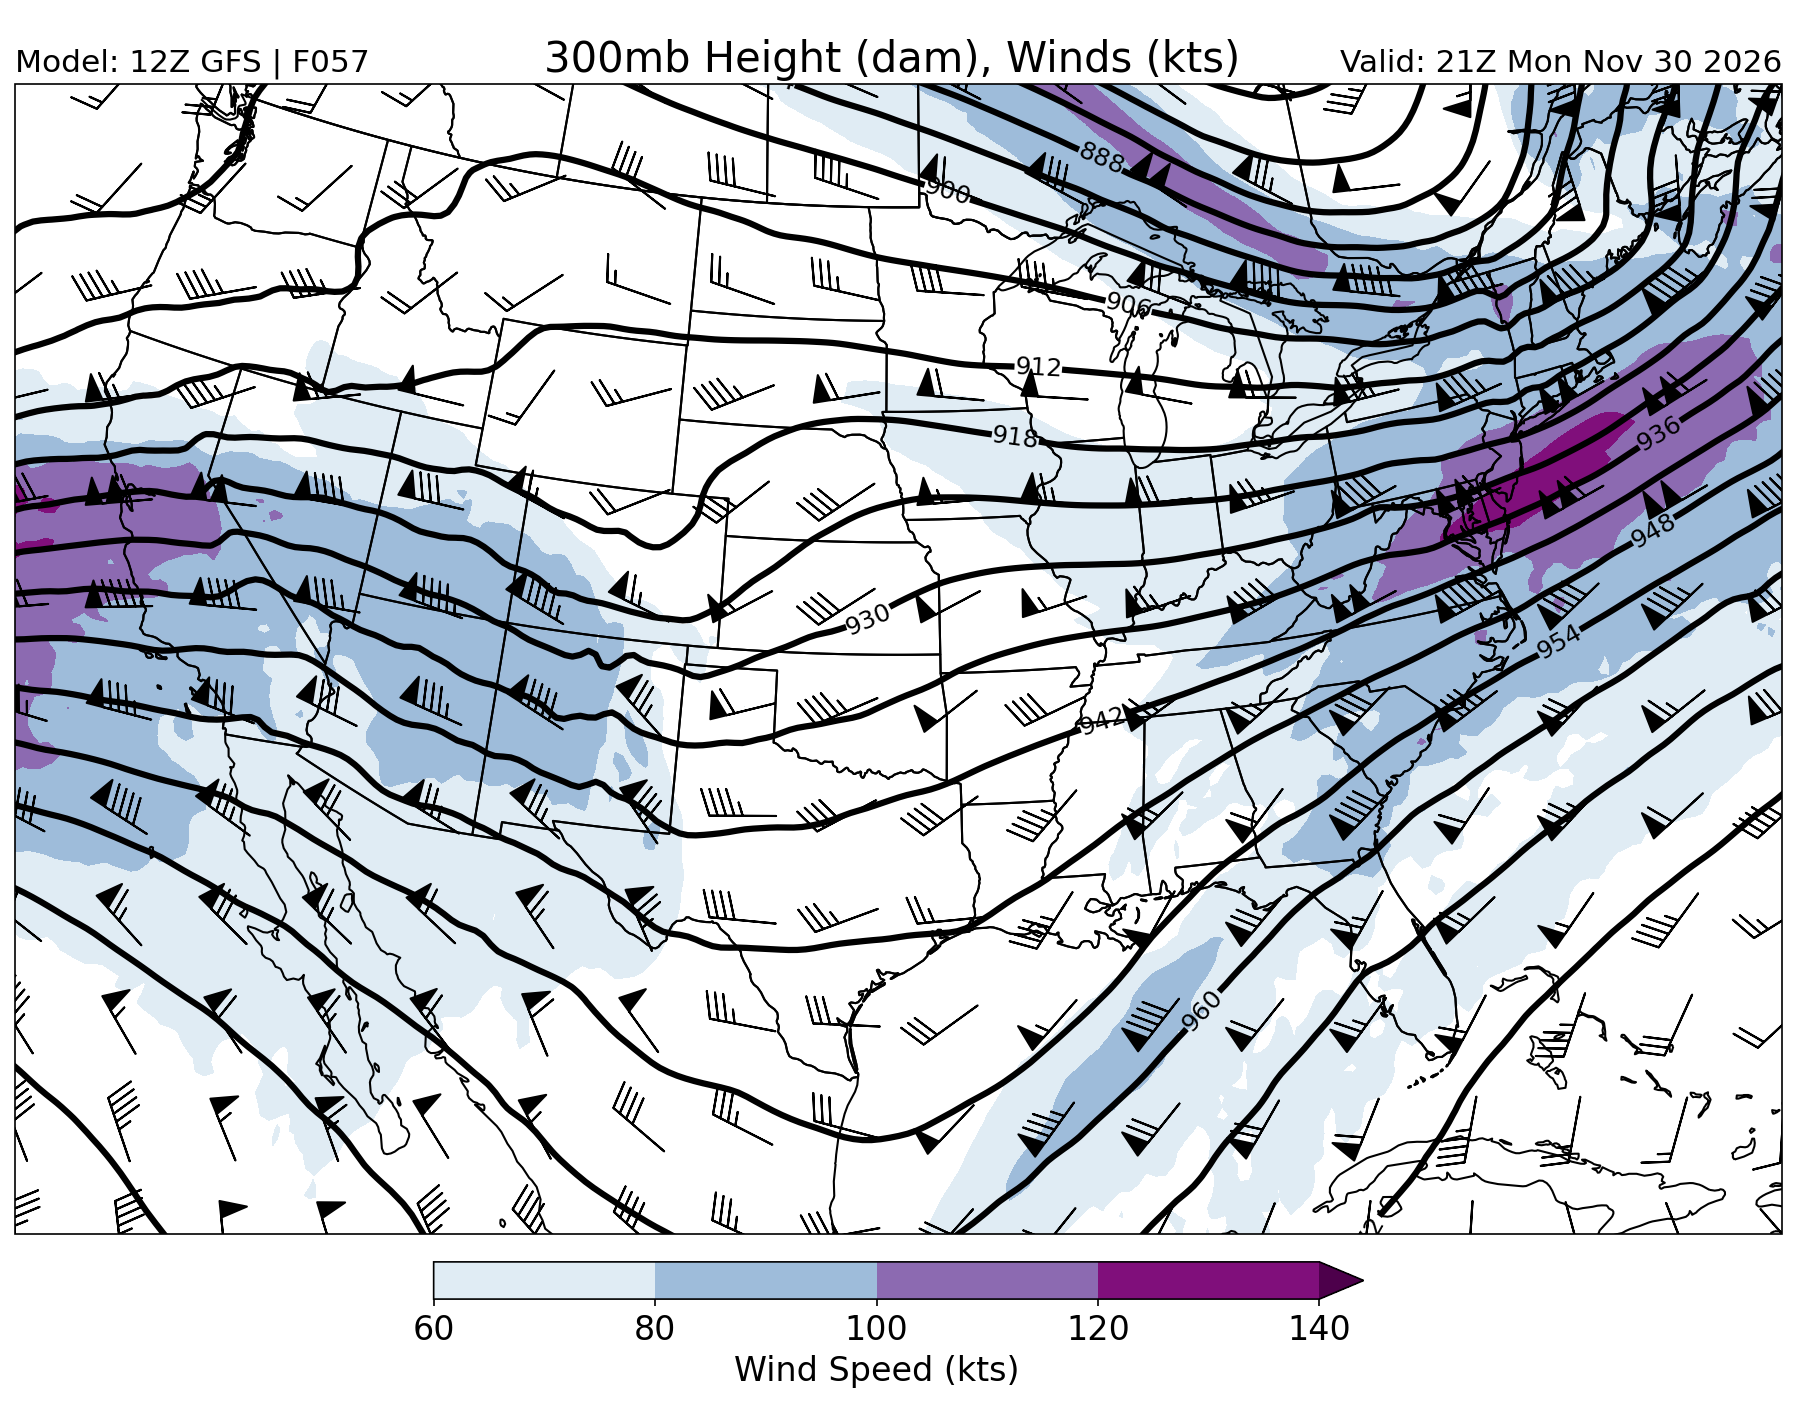 Model: 12Z GFS | F057
300mb Height (dam), Winds (kts)
Valid: 21Z Mon Nov 30 2026
888
900
906
912
918
936
948
930
954
942
960
60 80 100 120 140
Wind Speed (kts)